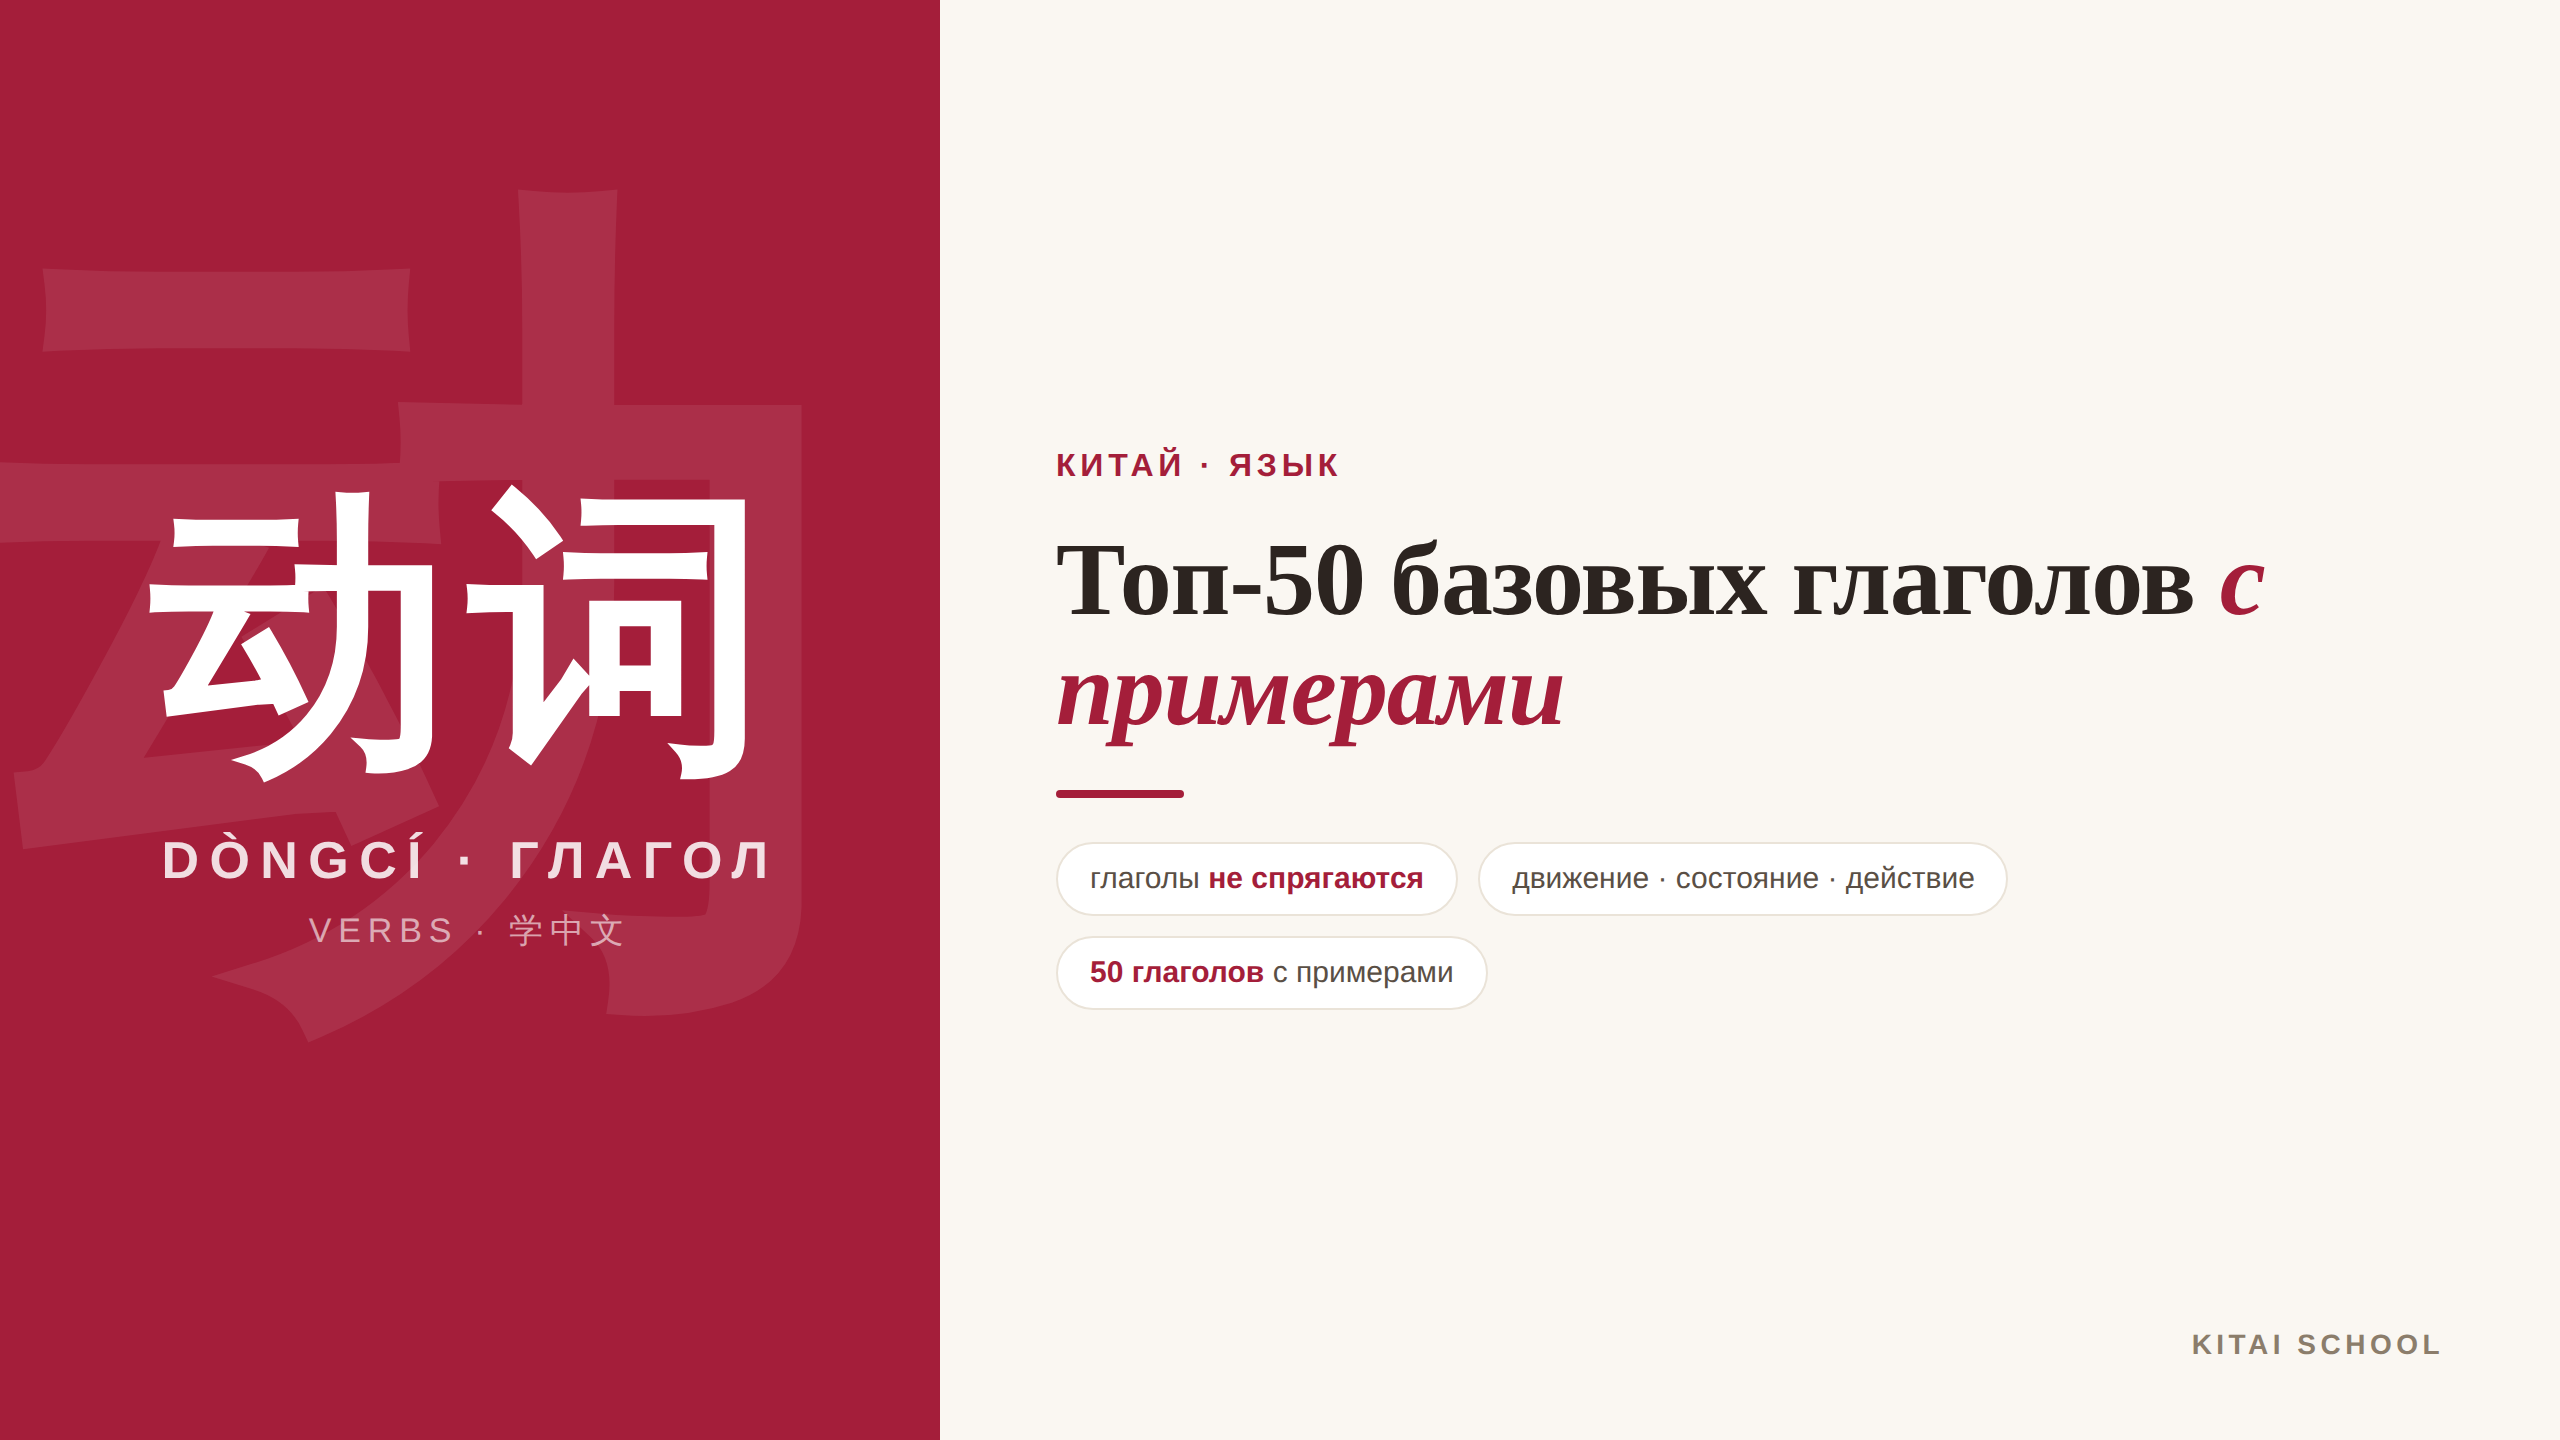 动词
DÒNGCÍ · ГЛАГОЛ
VERBS · 学中文
КИТАЙ · ЯЗЫК
Топ-50 базовых глаголов с
примерами
глаголы не спрягаются
движение · состояние · действие
50 глаголов с примерами
KITAI SCHOOL